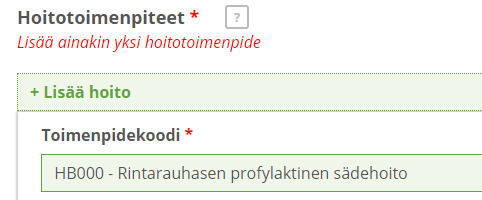 Hoitotoimenpiteet * ?
Lisää ainakin yksi hoitotoimenpide
+ Lisää hoito
Toimenpidekoodi *
HB000 - Rintarauhasen profylaktinen sädehoito